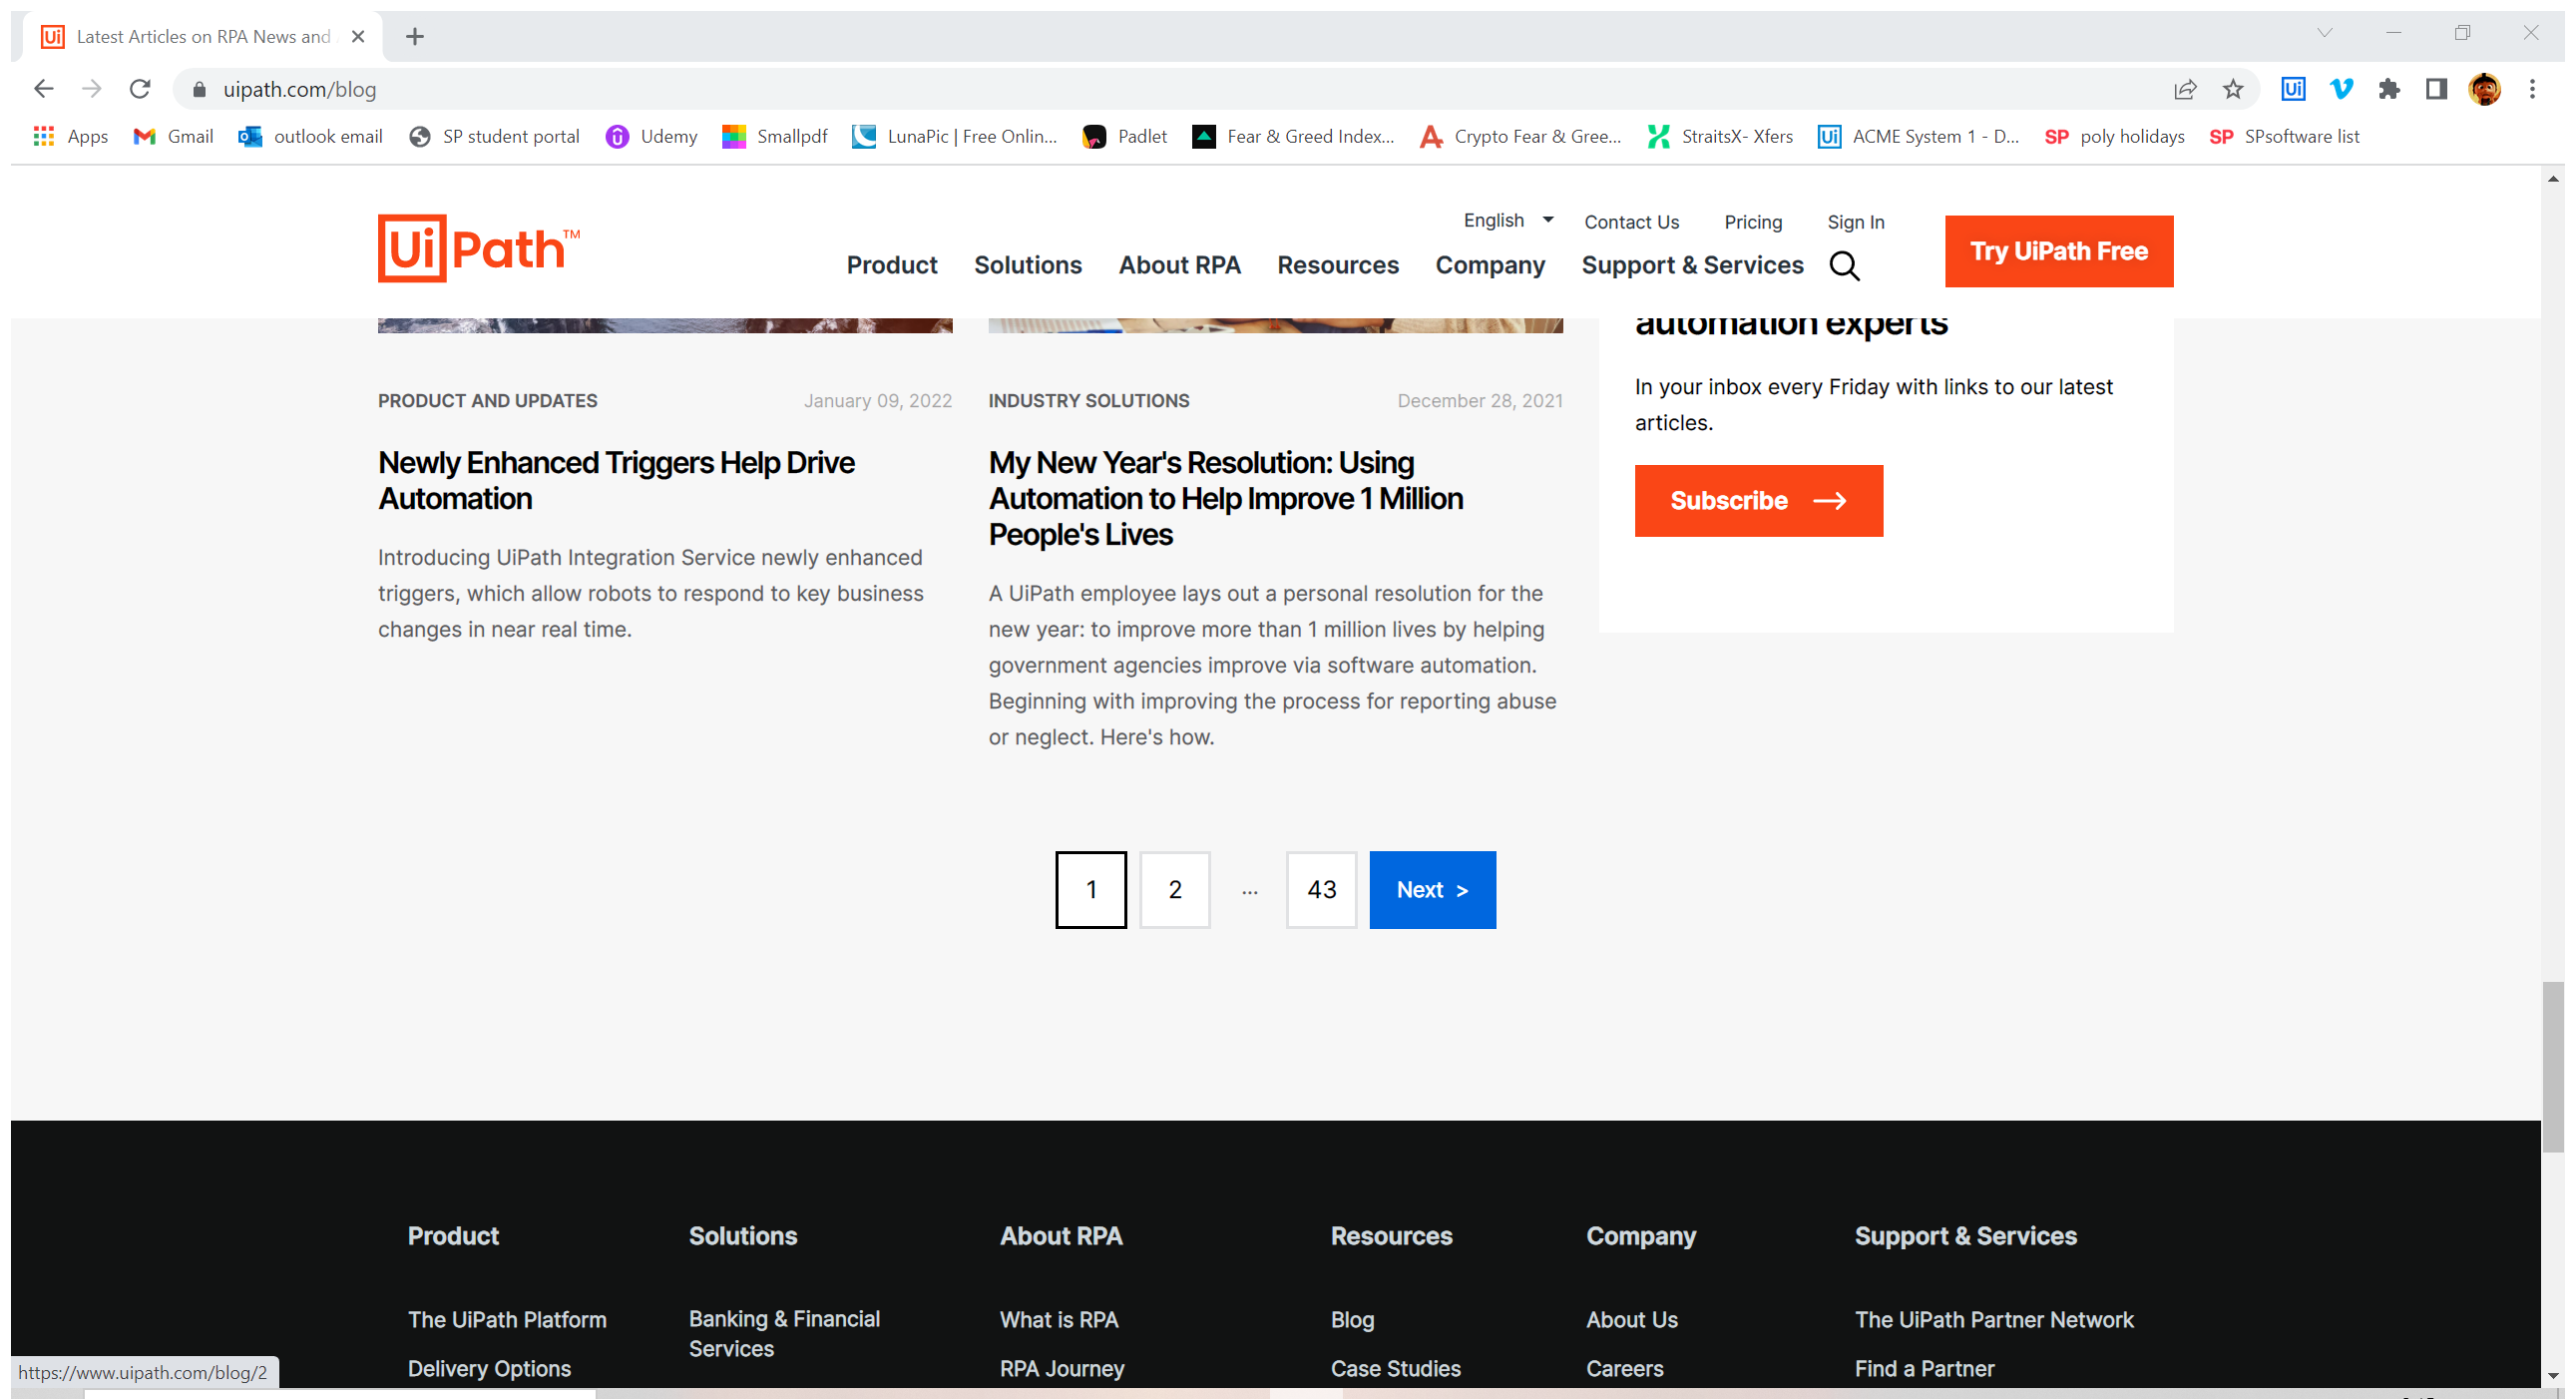 Latest Articles on RPA News and
uipath.com/blog
Apps
Gmail
outlook email
SP student portal
Udemy
Smallpdf
LunaPic | Free Onlin...
Padlet
Fear & Greed Index...
Crypto Fear & Gree...
StraitsX- Xfers
ACME System 1 - D...
SP poly holidays
SP SPsoftware list
UiPath™
English
Contact Us
Pricing
Sign In
Product
Solutions
About RPA
Resources
Company
Support & Services
Try UiPath Free
PRODUCT AND UPDATES
January 09, 2022
Newly Enhanced Triggers Help Drive
Automation
Introducing UiPath Integration Service newly enhanced
triggers, which allow robots to respond to key business
changes in near real time.
INDUSTRY SOLUTIONS
December 28, 2021
My New Year's Resolution: Using
Automation to Help Improve 1 Million
People's Lives
A UiPath employee lays out a personal resolution for the
new year: to improve more than 1 million lives by helping
government agencies improve via software automation.
Beginning with improving the process for reporting abuse
or neglect. Here's how.
automation experts
In your inbox every Friday with links to our latest
articles.
Subscribe →
1
2
...
43
Next >
Product
The UiPath Platform
Delivery Options
Solutions
Banking & Financial
Services
About RPA
What is RPA
RPA Journey
Resources
Blog
Case Studies
Company
About Us
Careers
Support & Services
The UiPath Partner Network
Find a Partner
https://www.uipath.com/blog/2